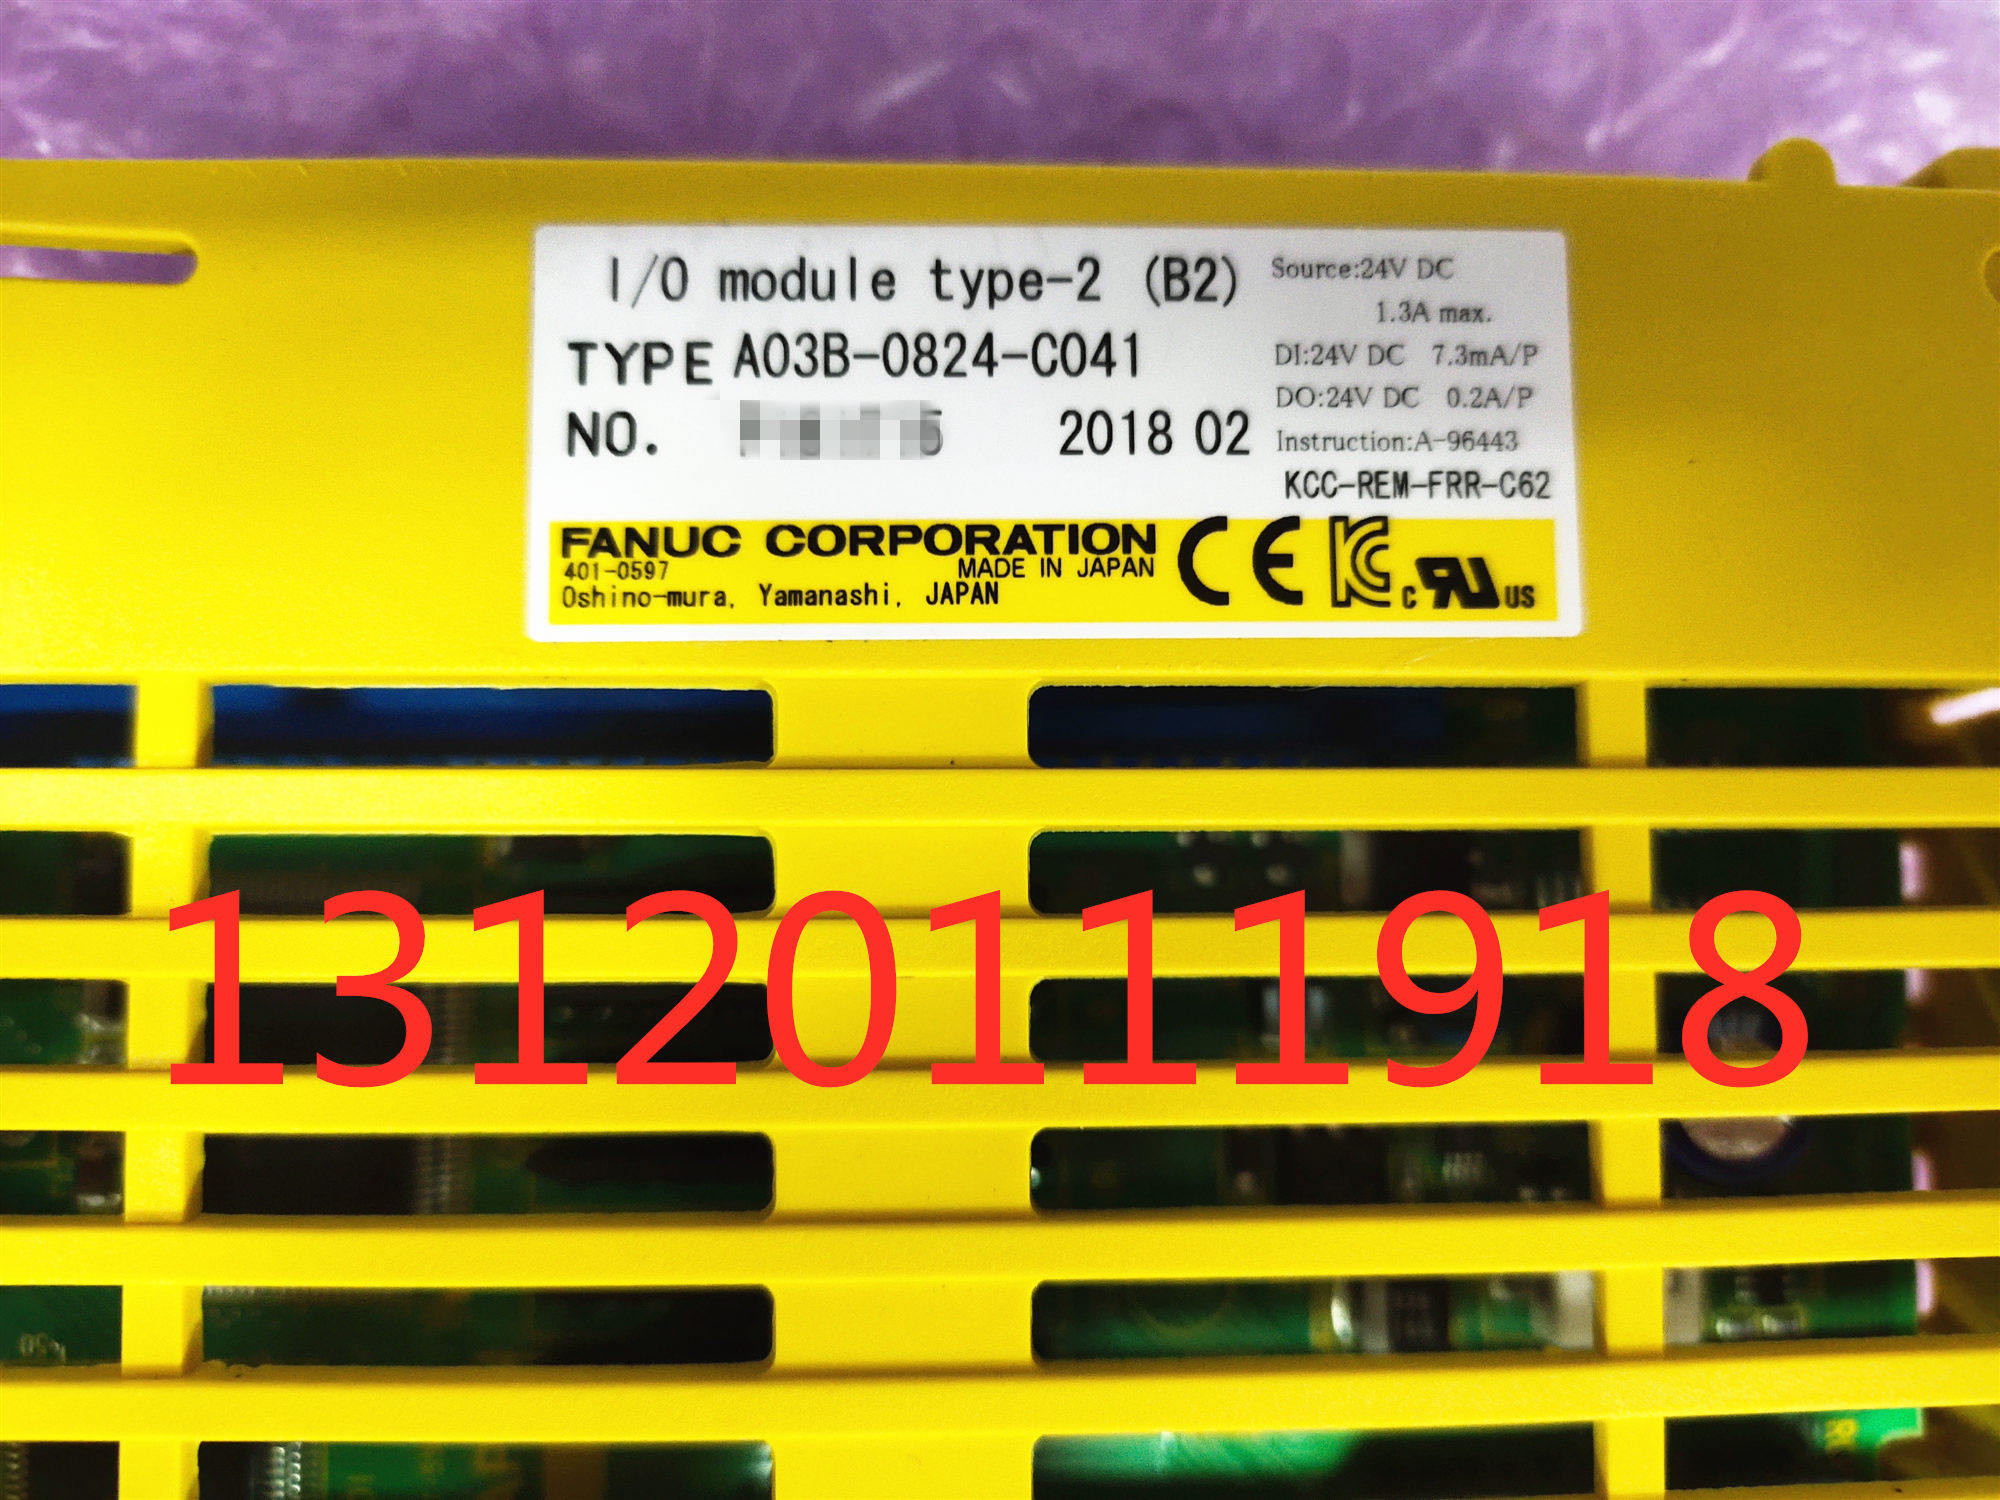 I/O module type-2 (B2)
Source:24V DC
1.3A max.
TYPE A03B-0824-C041
DI:24V DC 7.3mA/P
DO:24V DC 0.2A/P
NO. 2018 02
Instruction:A-96443
KCC-REM-FRR-C62
FANUC CORPORATION
401-0597 MADE IN JAPAN
Oshino-mura, Yamanashi, JAPAN
CE KC c RU US
13120111918